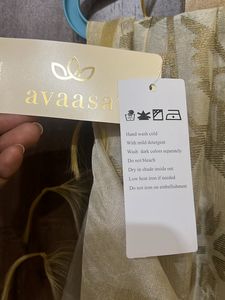 avaasa
Hand wash cold
With mild detergent
Wash dark colors separately
Do not bleach
Dry in shade inside out
Low heat iron if needed
Do not iron on embellishment